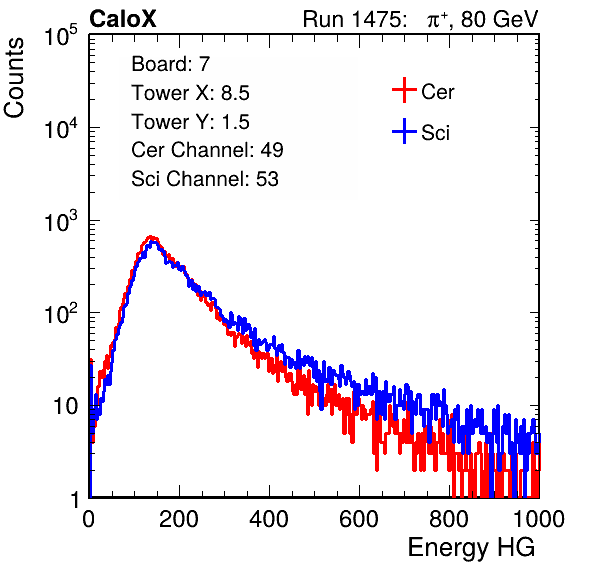 CaloX Run 1475: π⁺, 80 GeV
Counts
10⁵
10⁴
10³
10²
10
1
Board: 7
Tower X: 8.5
Tower Y: 1.5
Cer Channel: 49
Sci Channel: 53
Cer
Sci
0 200 400 600 800 1000
Energy HG